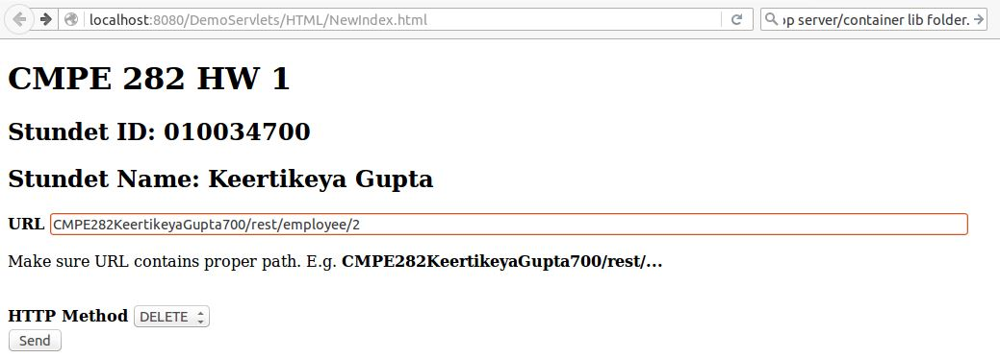 localhost:8080/DemoServlets/HTML/NewIndex.html
p server/container lib folder.
CMPE 282 HW 1
Stundet ID: 010034700
Stundet Name: Keertikeya Gupta
URL CMPE282KeertikeyaGupta700/rest/employee/2
Make sure URL contains proper path. E.g. CMPE282KeertikeyaGupta700/rest/...
HTTP Method DELETE
Send